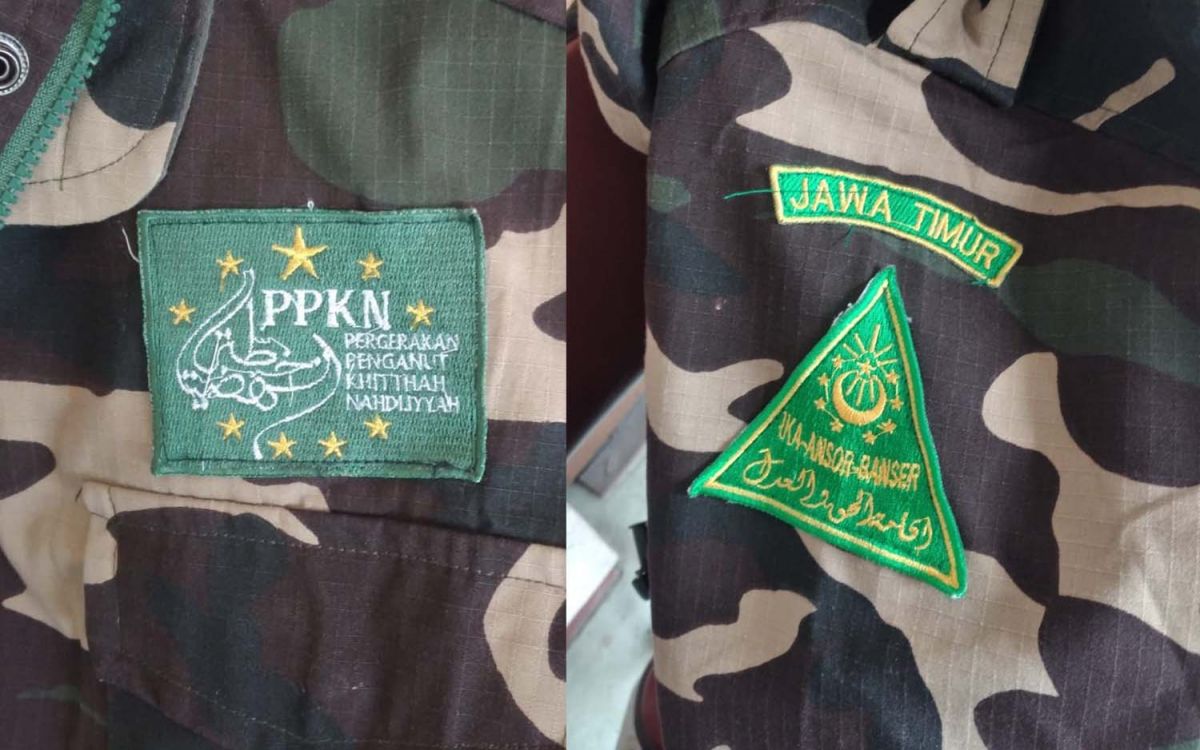 PPKN
PERGERAKAN
PENGANUT
KHITTHAH
NAHDLIYYAH
JAWA TIMUR
IKA-ANSOR-BANSER